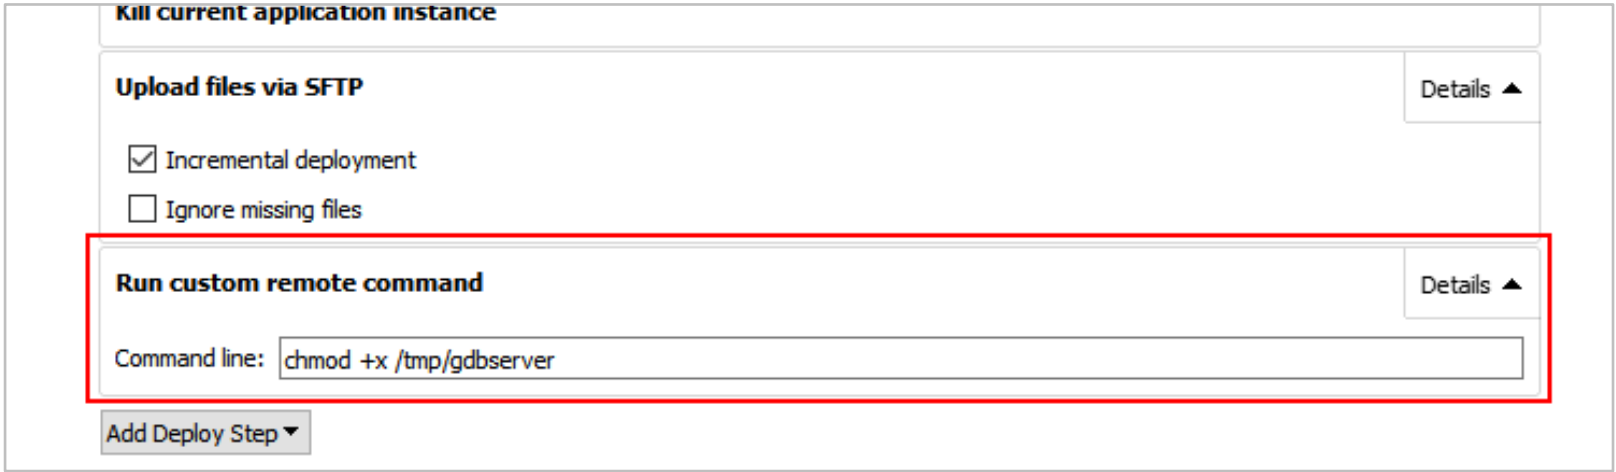 Kill current application instance
Upload files via SFTP
Details
Incremental deployment
Ignore missing files
Run custom remote command
Details
Command line: chmod +x /tmp/gdbserver
Add Deploy Step